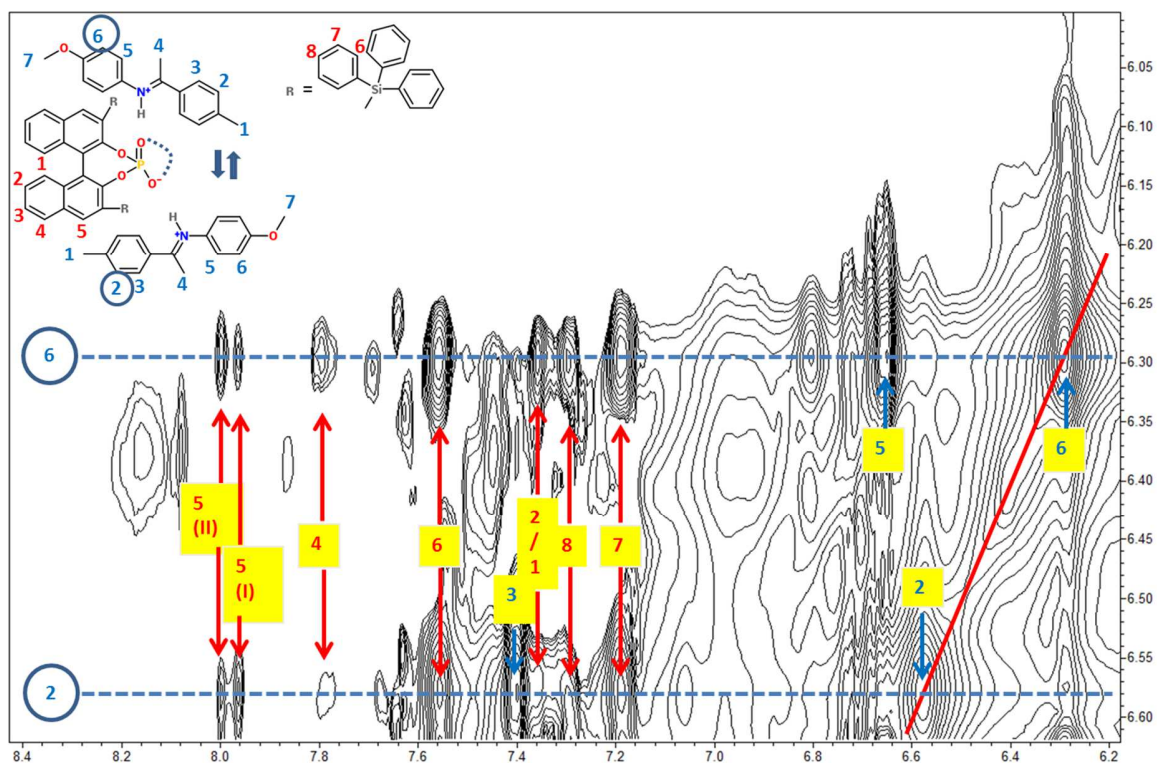 6
7
O
5
4
3
2
1
N⁺
H
R
O
P
O
O
O⁻
R
1
2
3
4
5
8
7
6
R =
Si
H
⁺N
7
O
1
2
3
4
5
6
6
2
5
(II)
5
(I)
4
6
3
2
/
1
8
7
5
2
6
6.05
6.10
6.15
6.20
6.25
6.30
6.35
6.40
6.45
6.50
6.55
6.60
8.4 8.2 8.0 7.8 7.6 7.4 7.2 7.0 6.8 6.6 6.4 6.2